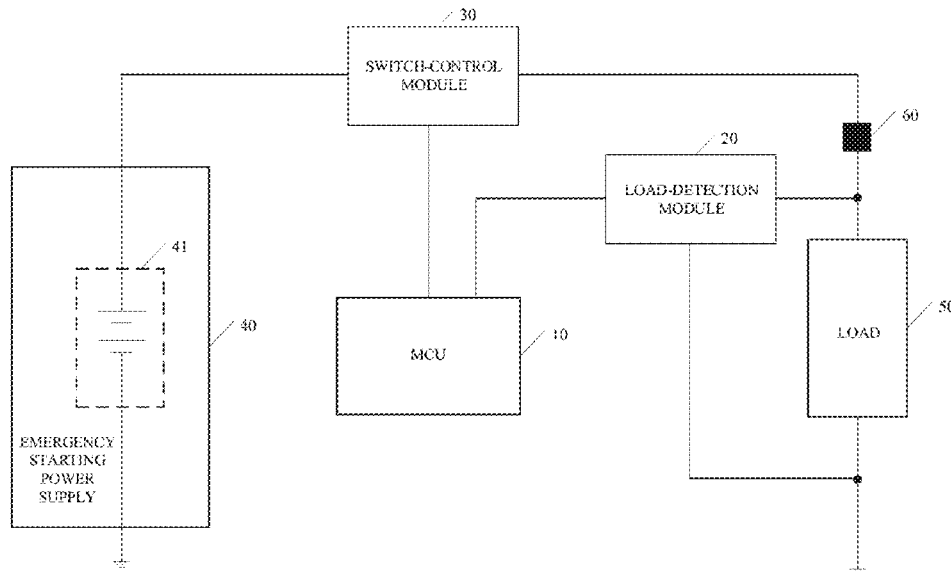 30
SWITCH-CONTROL
MODULE
60
20
LOAD-DETECTION
MODULE
41
40
MCU
10
50
LOAD
EMERGENCY
STARTING
POWER
SUPPLY